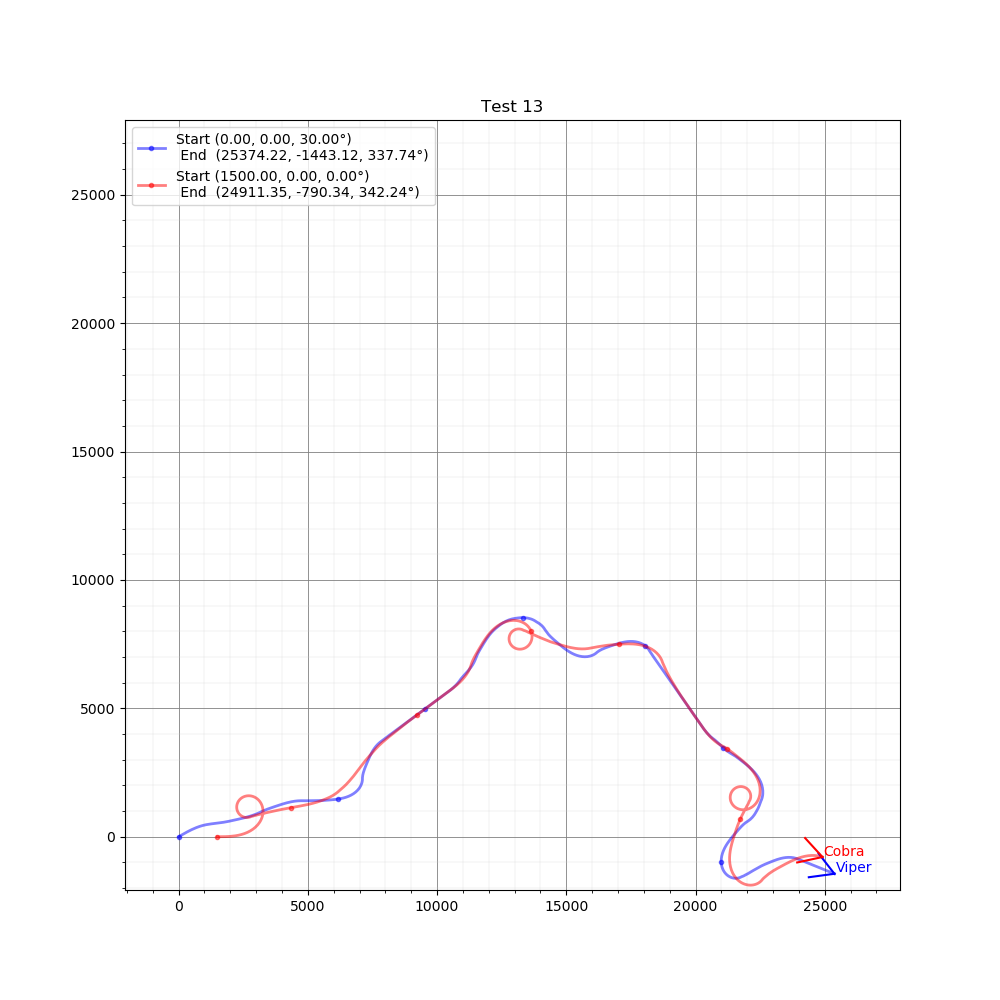 Test 13
Start (0.00, 0.00, 30.00°)
End  (25374.22, -1443.12, 337.74°)
Start (1500.00, 0.00, 0.00°)
End  (24911.35, -790.34, 342.24°)
25000
20000
15000
10000
5000
0
Cobra
Viper
0 5000 10000 15000 20000 25000